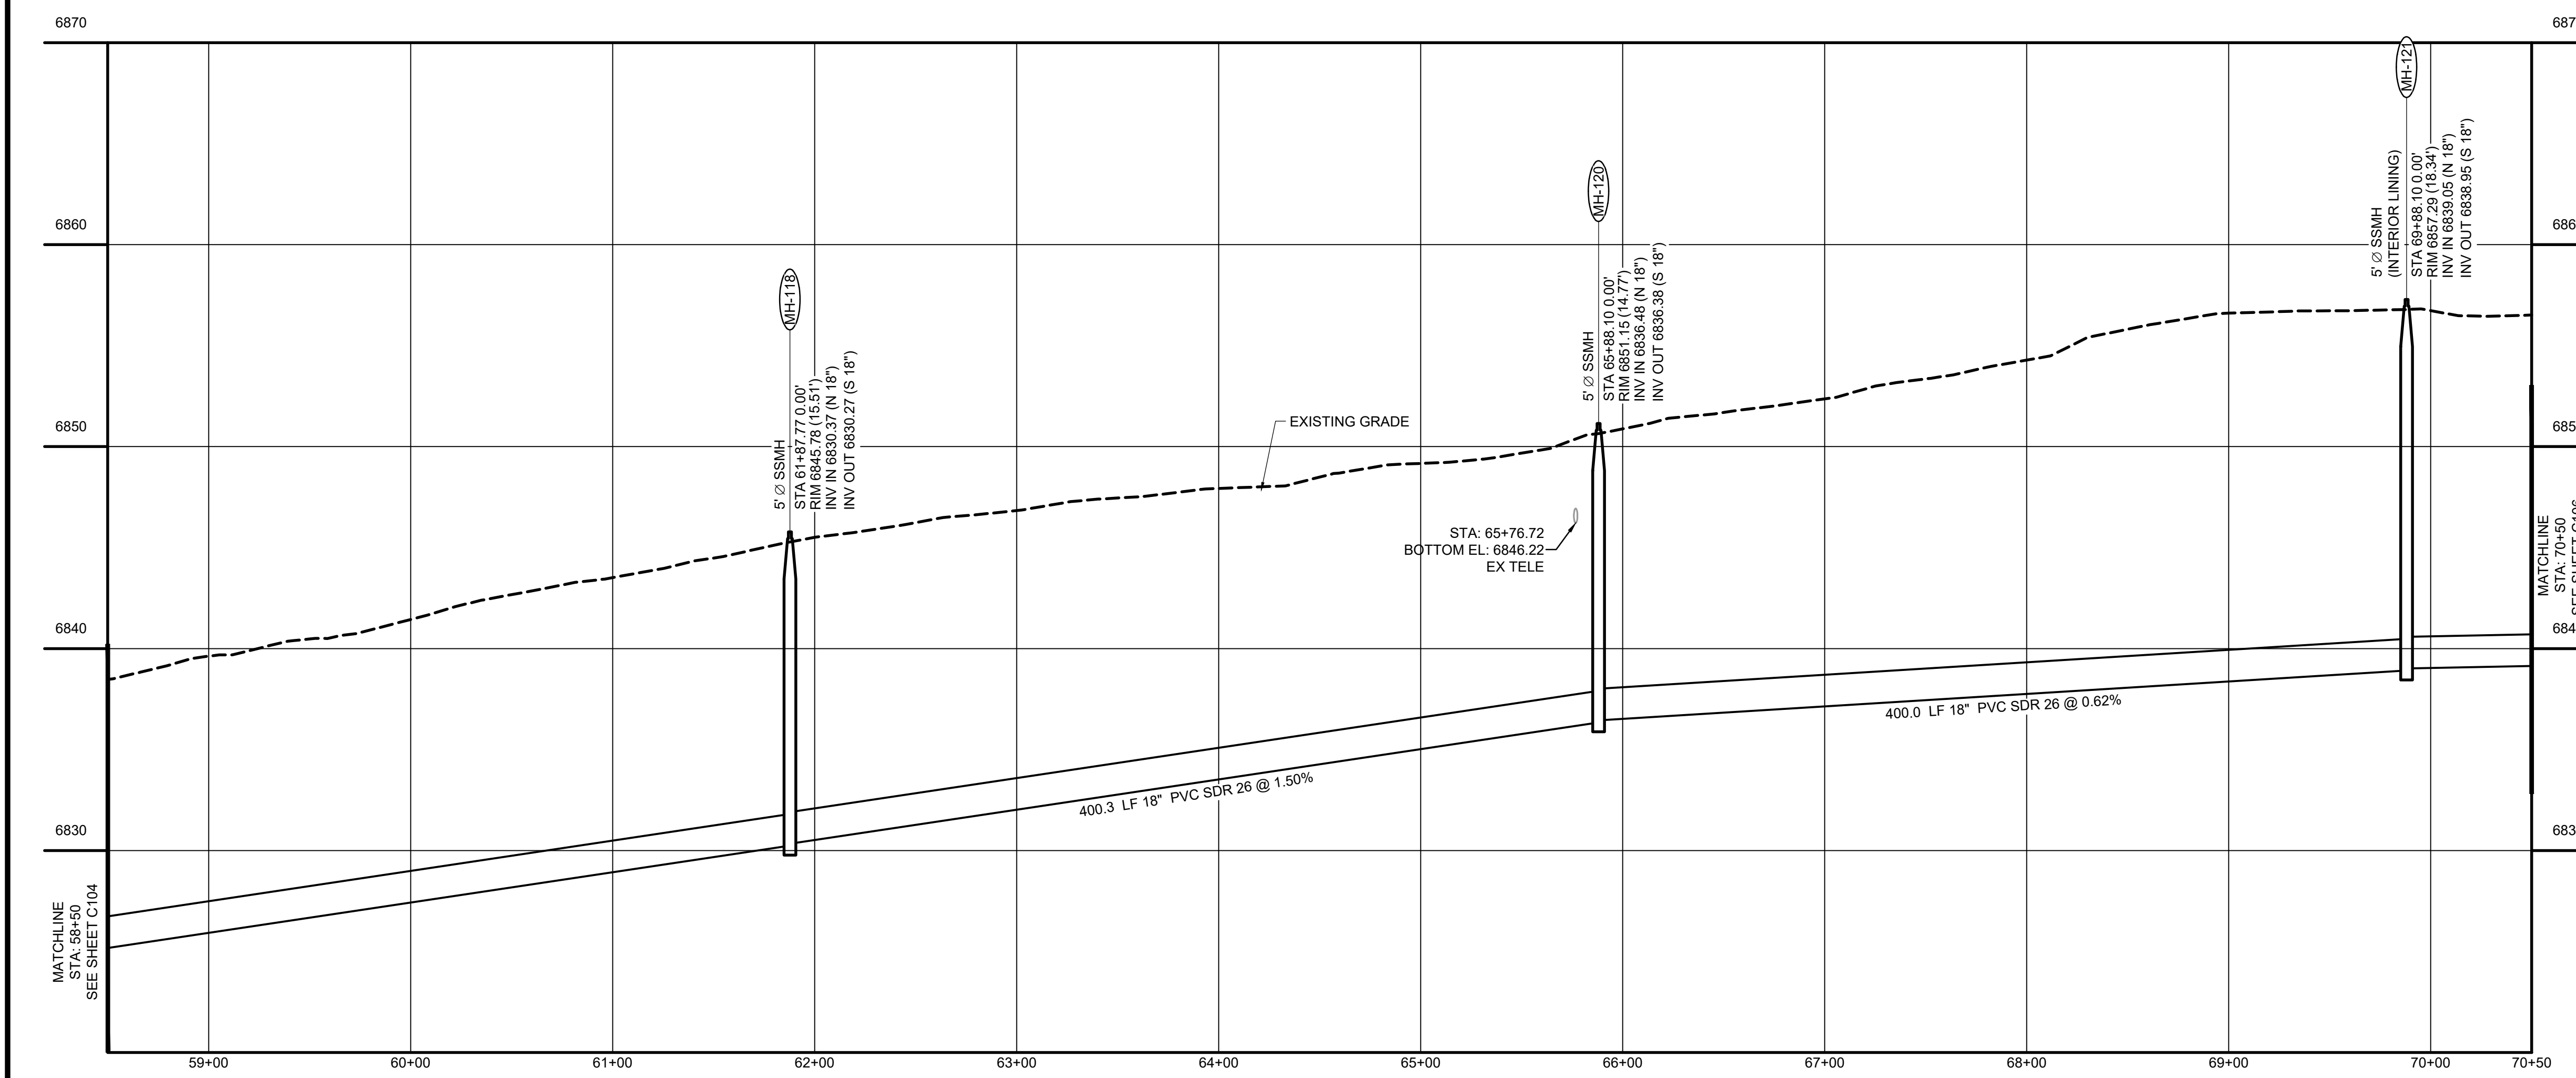 6870
6860
6850
6840
6830
687
686
685
684
683
MH-118
5' Ø SSMH
STA 61+87.77 0.00'
RIM 6845.78 (15.51')
INV IN 6830.37 (N 18")
INV OUT 6830.27 (S 18")
EXISTING GRADE
MH-120
5' Ø SSMH
STA 65+88.10 0.00'
RIM 6851.15 (14.77')
INV IN 6836.48 (N 18")
INV OUT 6836.38 (S 18")
STA: 65+76.72
BOTTOM EL: 6846.22
EX TELE
MH-121
5' Ø SSMH
(INTERIOR LINING)
STA 69+88.10 0.00'
RIM 6857.29 (18.34')
INV IN 6839.05 (N 18")
INV OUT 6838.95 (S 18")
400.3 LF 18" PVC SDR 26 @ 1.50%
400.0 LF 18" PVC SDR 26 @ 0.62%
MATCHLINE
STA: 58+50
SEE SHEET C104
MATCHLINE
STA: 70+50
59+00
60+00
61+00
62+00
63+00
64+00
65+00
66+00
67+00
68+00
69+00
70+00
70+50